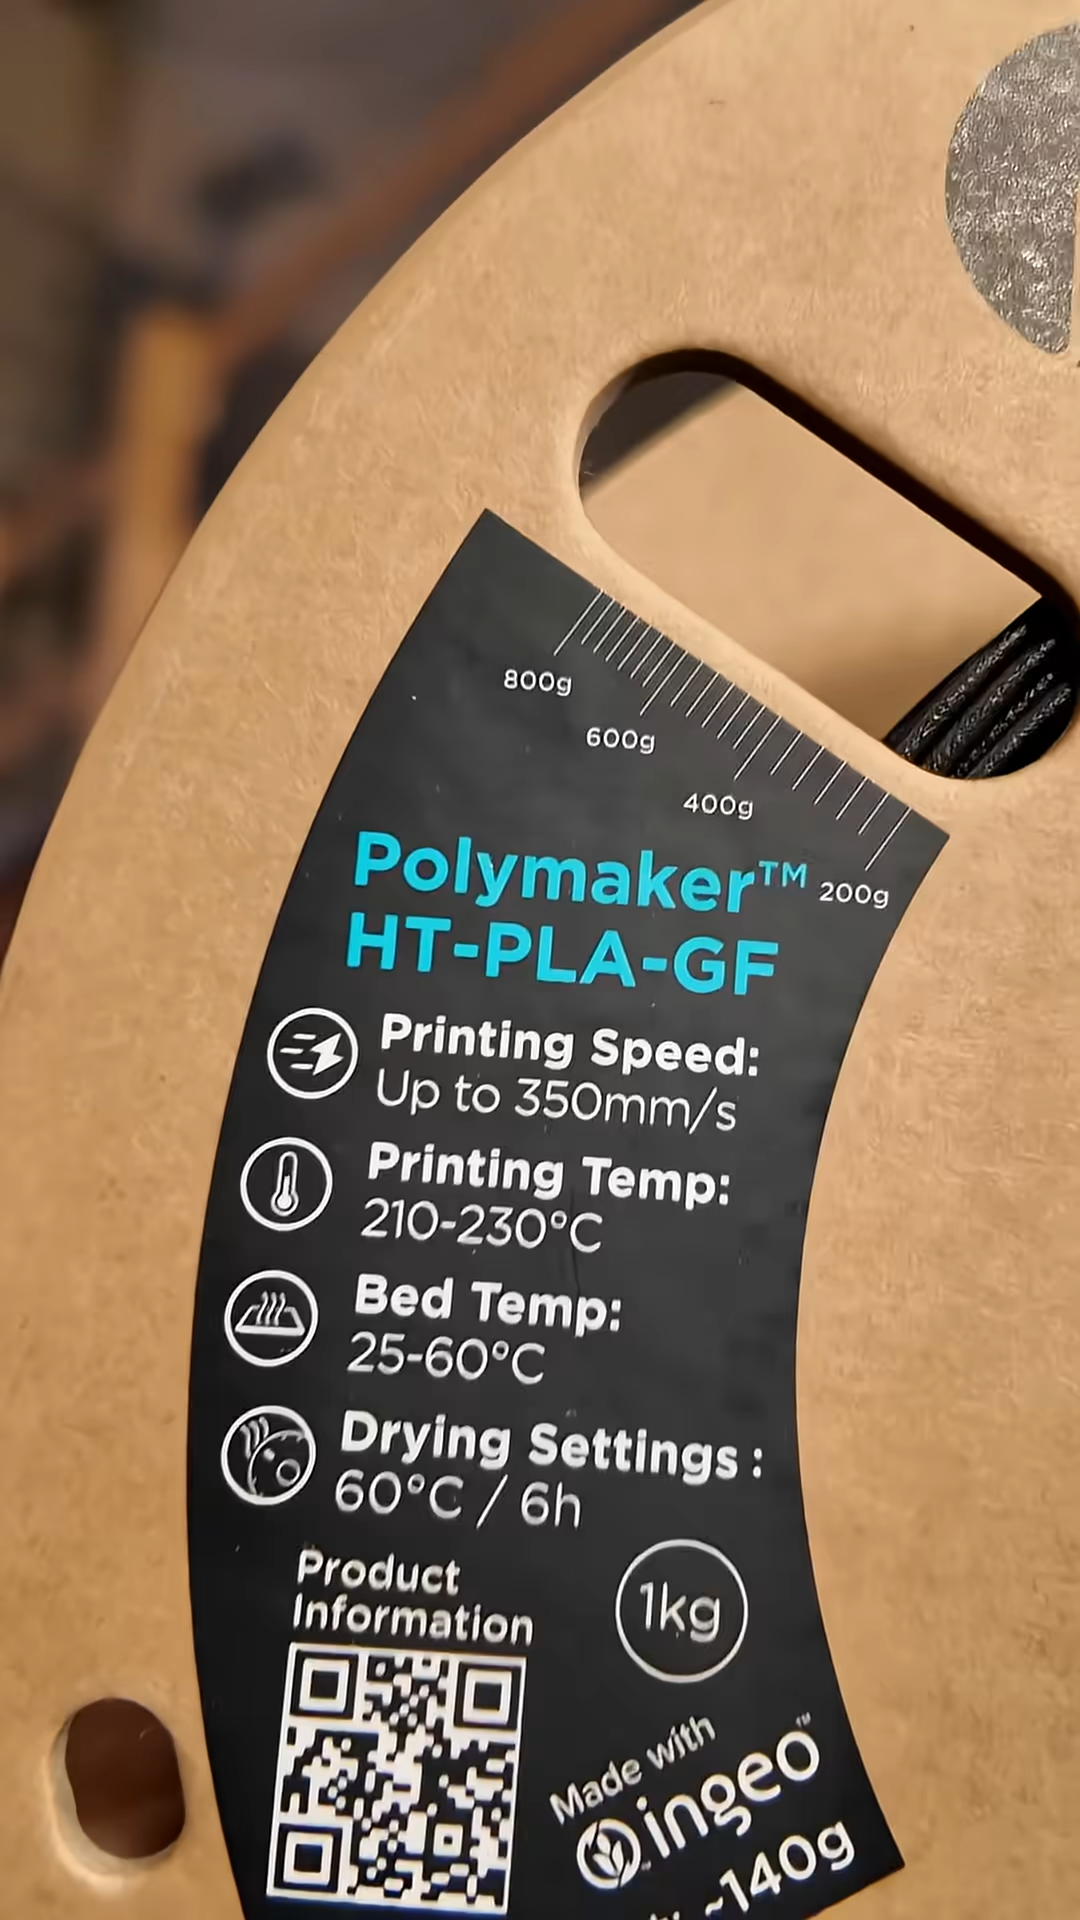 800g
600g
400g
200g
Polymaker™
HT-PLA-GF
Printing Speed:
Up to 350mm/s
Printing Temp:
210-230°C
Bed Temp:
25-60°C
Drying Settings :
60°C / 6h
Product
Information
1kg
Made with
ingeo™
~140g